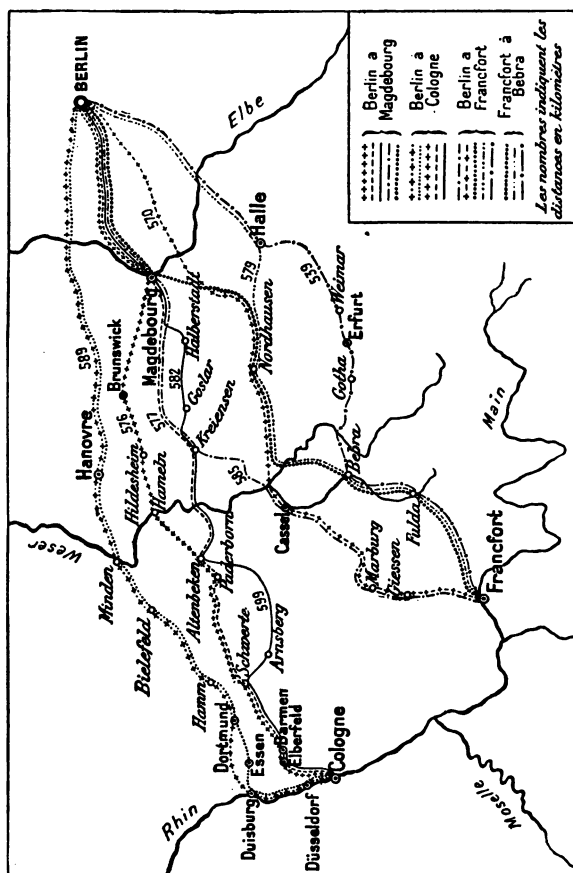 BERLIN
Elbe
570
Halle
579
559
Weimar
Erfurt
Gotha
Magdebourg
Halberstadt
Nordhausen
Brunswick
589
582
Goslar
577
576
Kreiensen
Hanovre
Hildesheim
Hameln
585
Bebra
Main
Cassel
Fulda
Weser
Minden
Altenbeken
Paderborn
Marburg
Giessen
Francfort
Bielefeld
599
Arnsberg
Schwerte
Hamm
Dortmund
Essen
Barmen
Elberfeld
Cologne
Rhin
Duisburg
Düsseldorf
Moselle
Berlin a
Magdebourg
Berlin à
Cologne
Berlin a
Francfort
Francfort à
Bebra
Les nombres indiquent les
distances en kilomètres